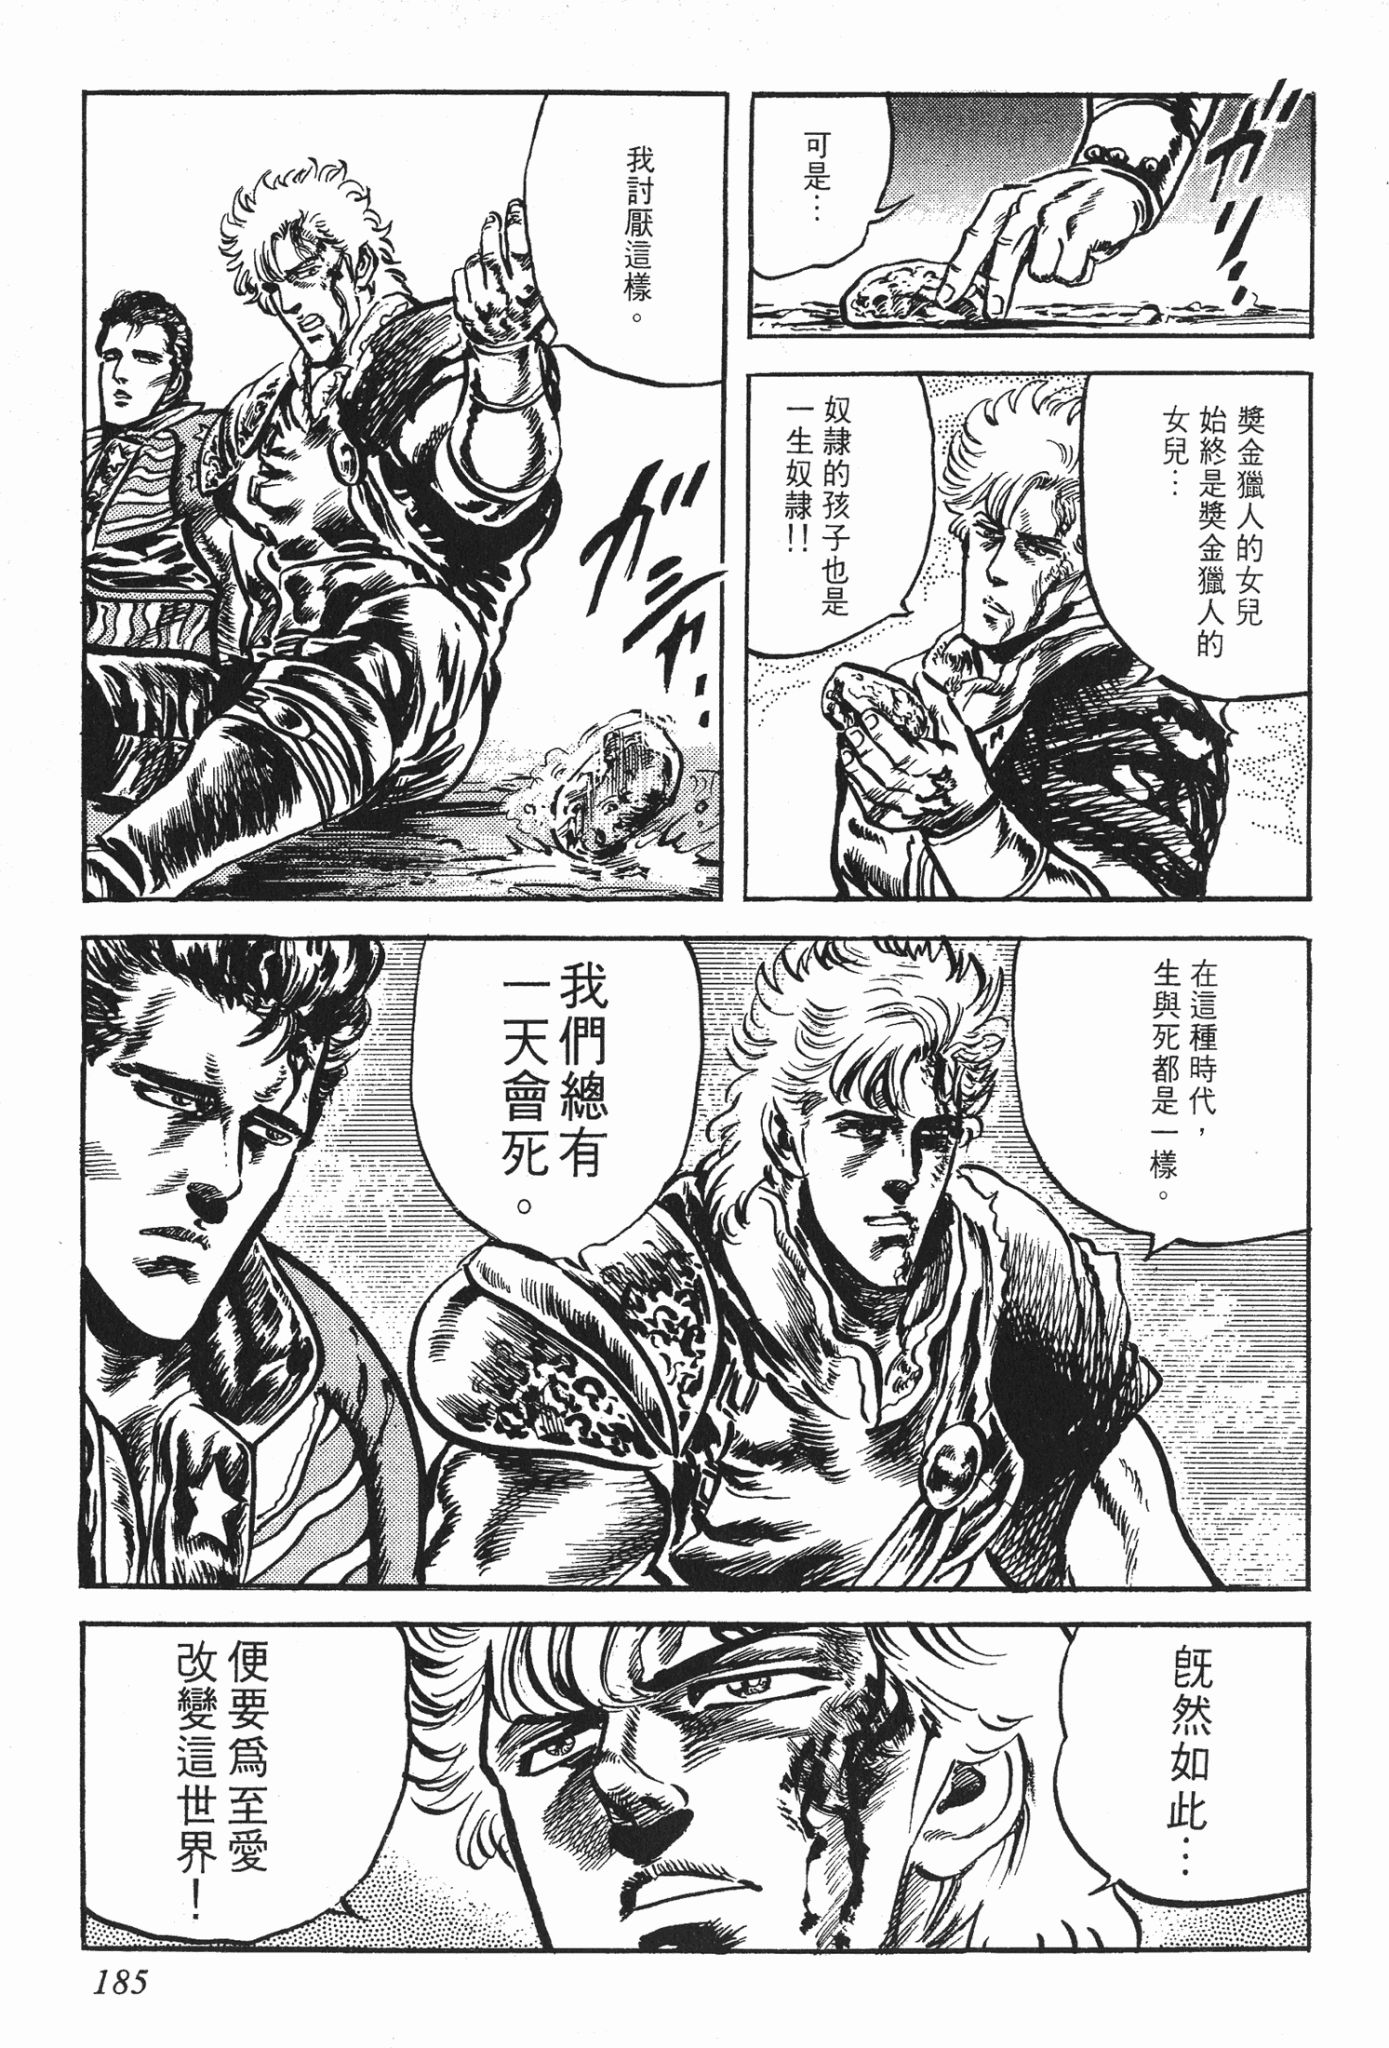 可是…
ガリ
獎金獵人的女兒
始終是獎金獵人的
女兒…
奴隷的孩子也是
一生奴隷!!
我討厭這樣。
ガシャ
在這種時代，
生與死都是一樣。
我們總有
一天會死。
既然如此…
便要爲至愛
改變這世界！
185